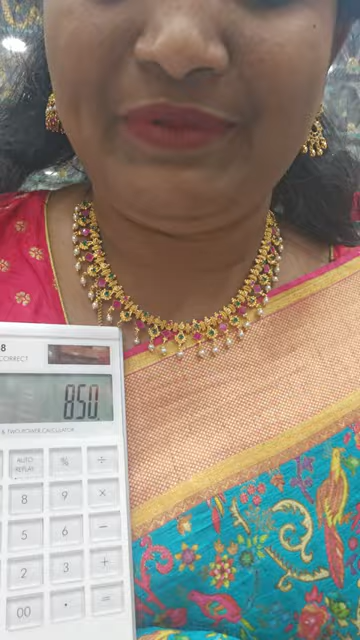 8
CORRECT
850.
& TWO POWER CALCULATOR
AUTO REPLAY % ÷
8 9 ×
5 6 −
2 3 +
00 · =